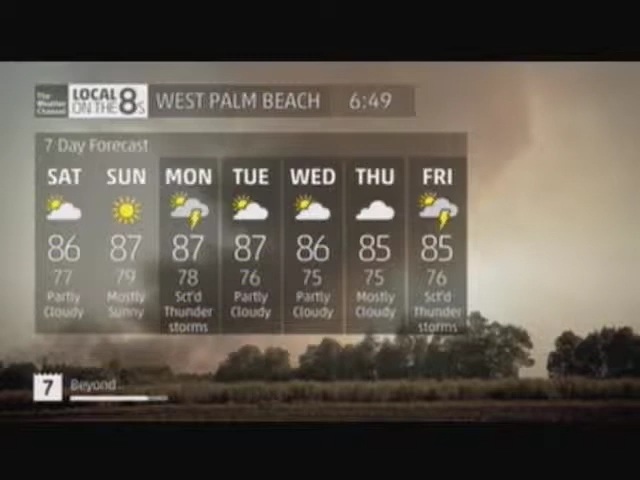 The Weather Channel
LOCAL
ON THE 8s
WEST PALM BEACH 6:49
7 Day Forecast
SAT SUN MON TUE WED THU FRI
86 87 87 87 86 85 85
77 79 78 76 75 75 76
Partly Mostly Sct'd Partly Partly Mostly Sct'd
Cloudy Sunny Thunder Cloudy Cloudy Cloudy Thunder
storms storms
7 Beyond